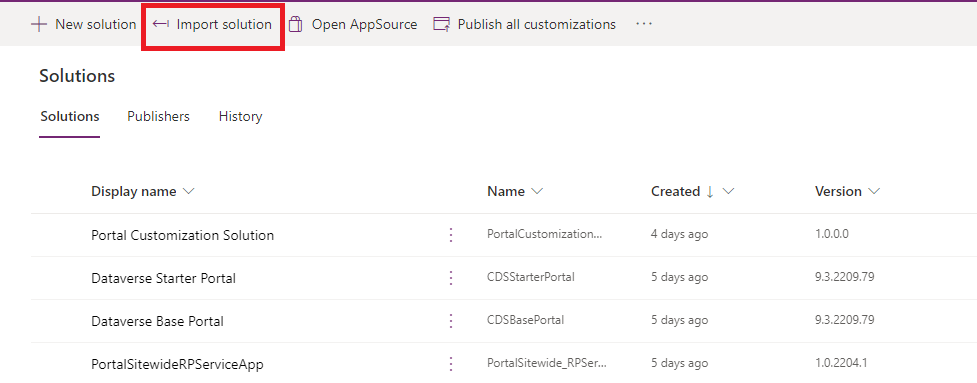 New solution Import solution Open AppSource Publish all customizations ...
Solutions
Solutions Publishers History
Display name Name Created Version
Portal Customization Solution PortalCustomization... 4 days ago 1.0.0.0
Dataverse Starter Portal CDSStarterPortal 5 days ago 9.3.2209.79
Dataverse Base Portal CDSBasePortal 5 days ago 9.3.2209.79
PortalSitewideRPServiceApp PortalSitewide_RPSer... 5 days ago 1.0.2204.1